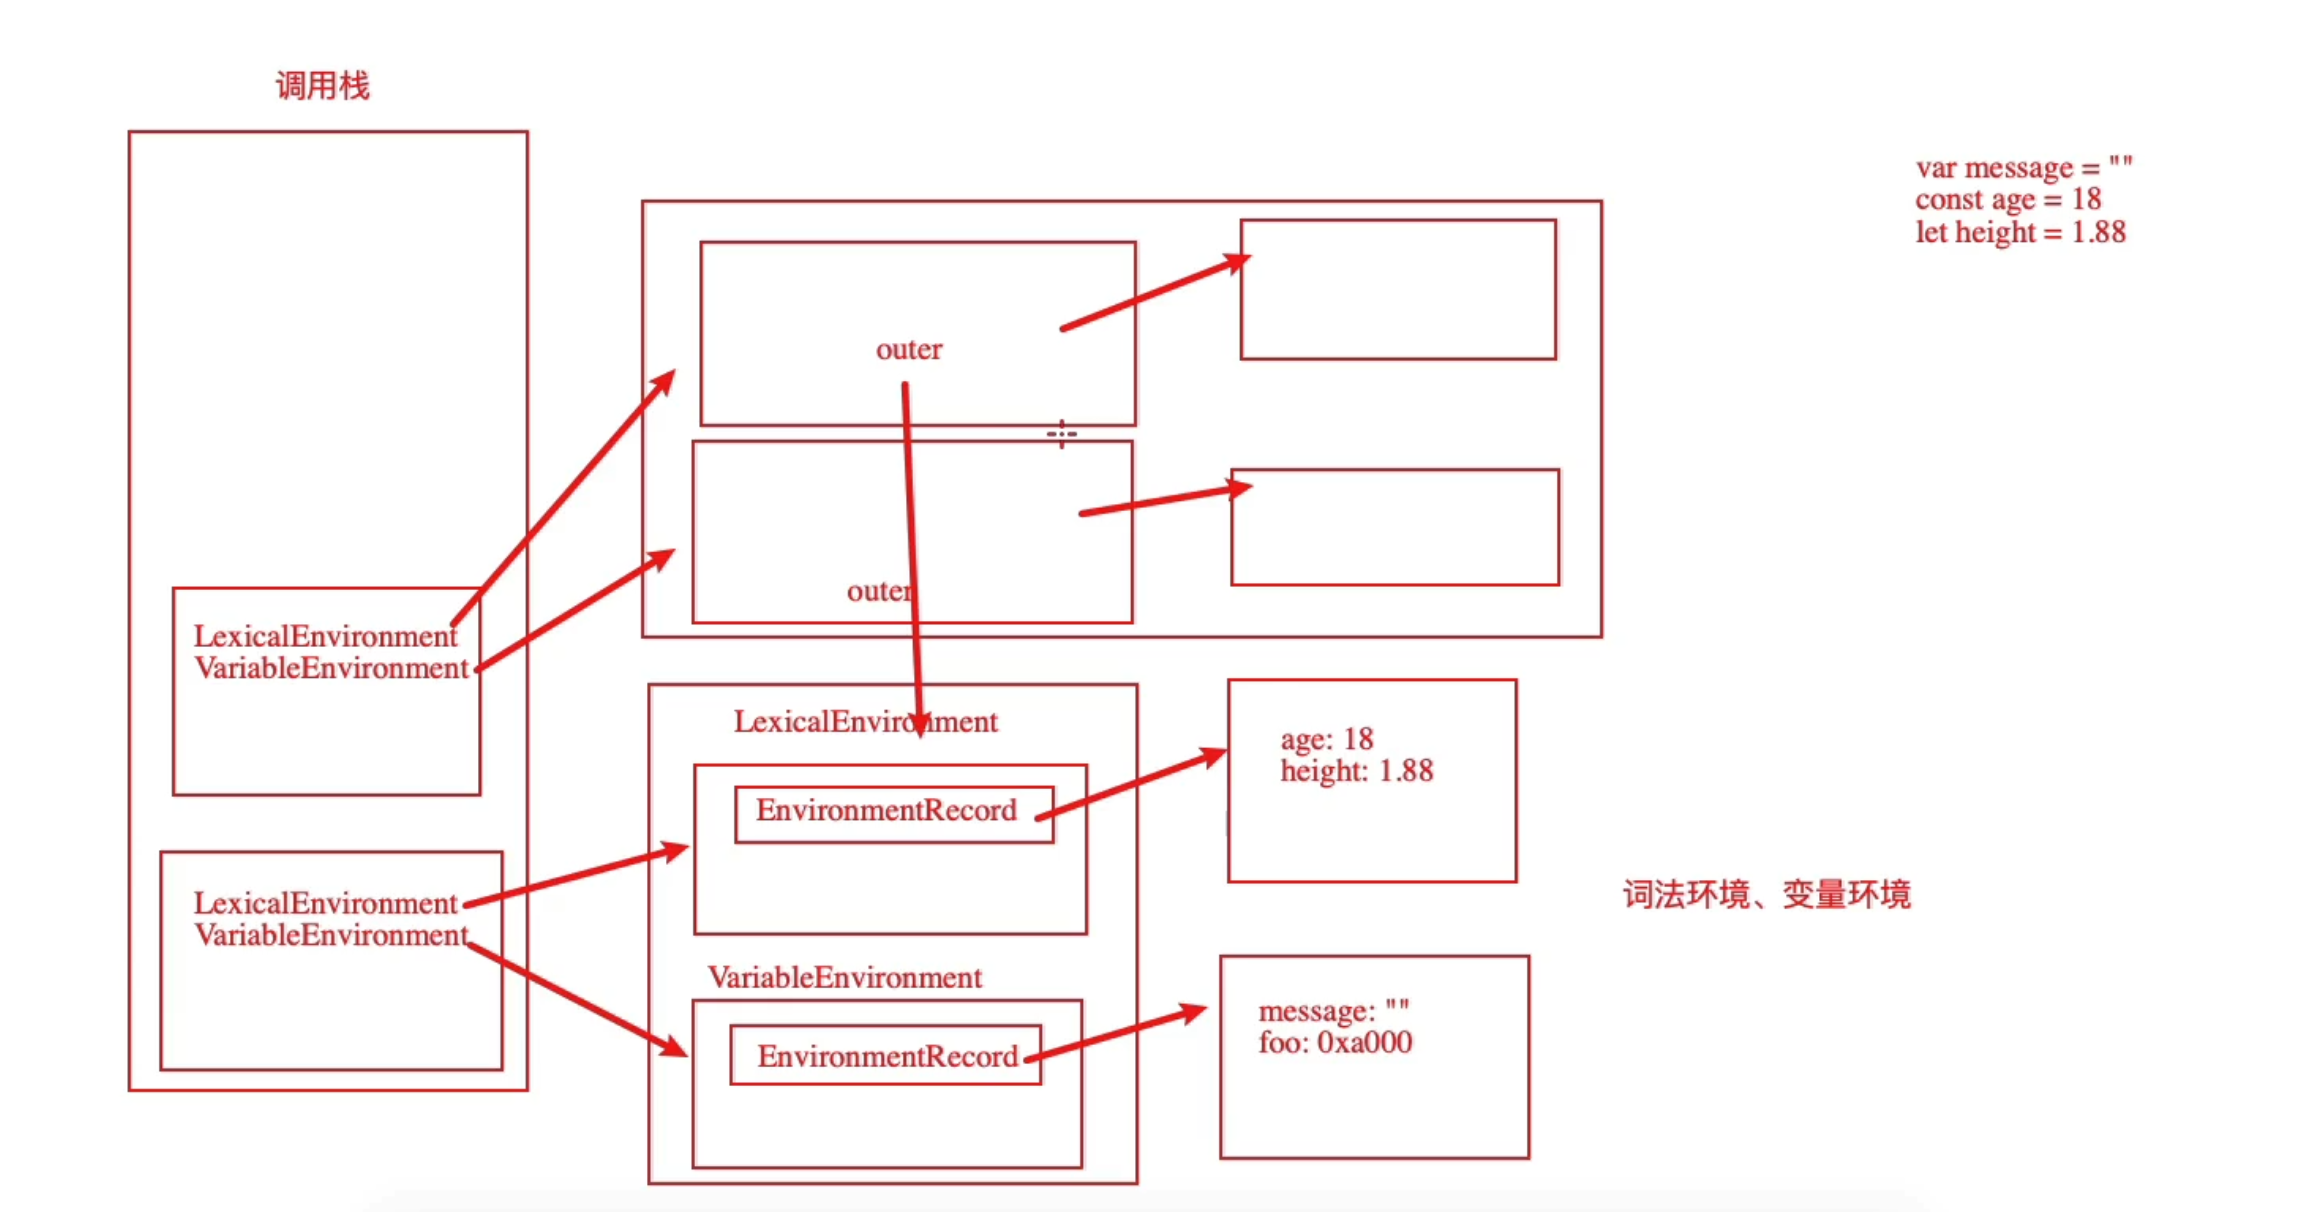 调用栈
var message = ""
const age = 18
let height = 1.88
outer
outer
LexicalEnvironment
VariableEnvironment
LexicalEnvironment
EnvironmentRecord
age: 18
height: 1.88
LexicalEnvironment
VariableEnvironment
词法环境、变量环境
VariableEnvironment
EnvironmentRecord
message: ""
foo: 0xa000